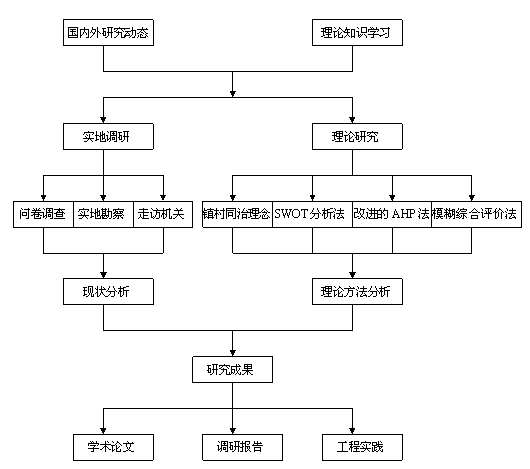 国内外研究动态
理论知识学习
实地调研
理论研究
问卷调查
实地勘察
走访机关
镇村同治理念
SWOT分析法
改进的AHP法
模糊综合评价法
现状分析
理论方法分析
研究成果
学术论文
调研报告
工程实践